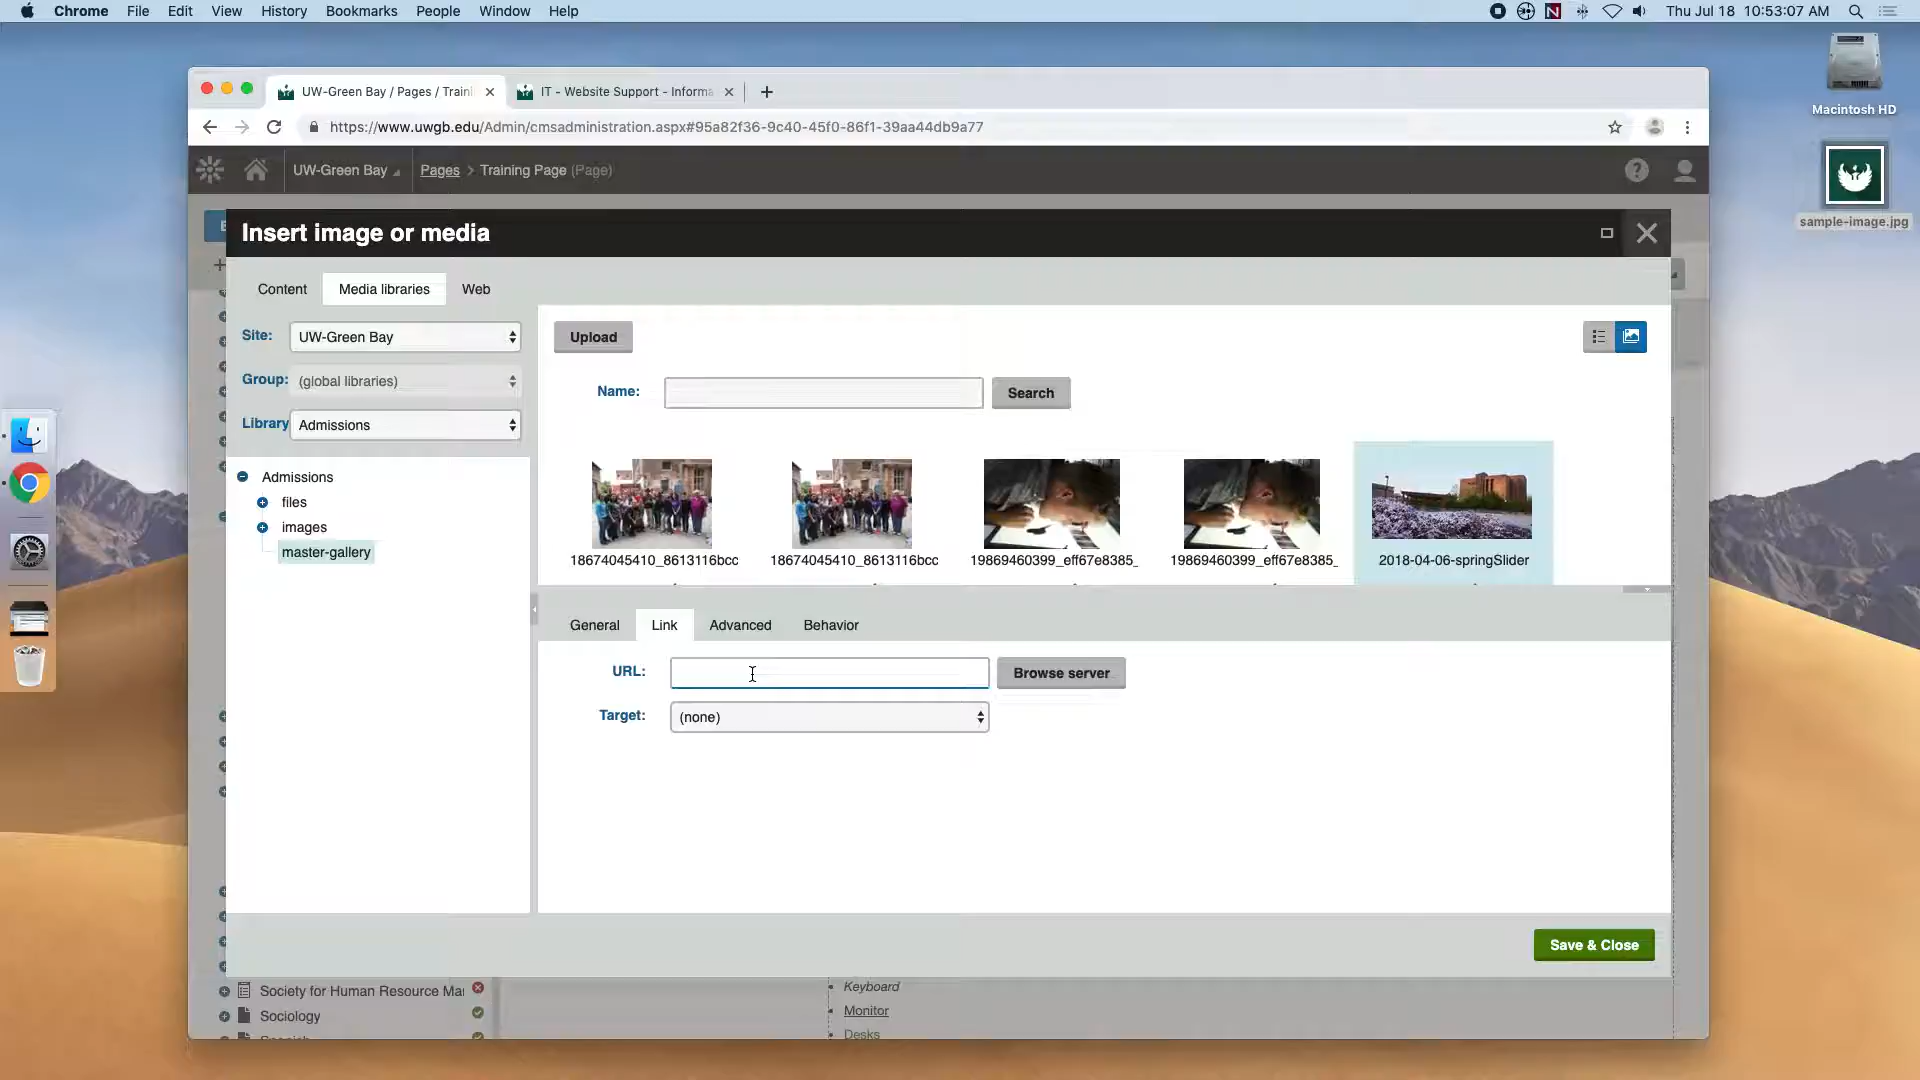 Chrome File Edit View History Bookmarks People Window Help
Thu Jul 18 10:53:07 AM
Macintosh HD
sample-image.jpg
UW-Green Bay / Pages / Traini
IT - Website Support - Informa
https://www.uwgb.edu/Admin/cmsadministration.aspx#95a82f36-9c40-45f0-86f1-39aa44db9a77
UW-Green Bay
Pages > Training Page (Page)
Insert image or media
Content
Media libraries
Web
Site:
UW-Green Bay
Group:
(global libraries)
Library
Admissions
Upload
Name:
Search
Admissions
files
images
master-gallery
18674045410_8613116bcc
18674045410_8613116bcc
19869460399_eff67e8385_
19869460399_eff67e8385_
2018-04-06-springSlider
General
Link
Advanced
Behavior
URL:
Browse server
Target:
(none)
Save & Close
Society for Human Resource Ma
Sociology
Keyboard
Monitor
Desks